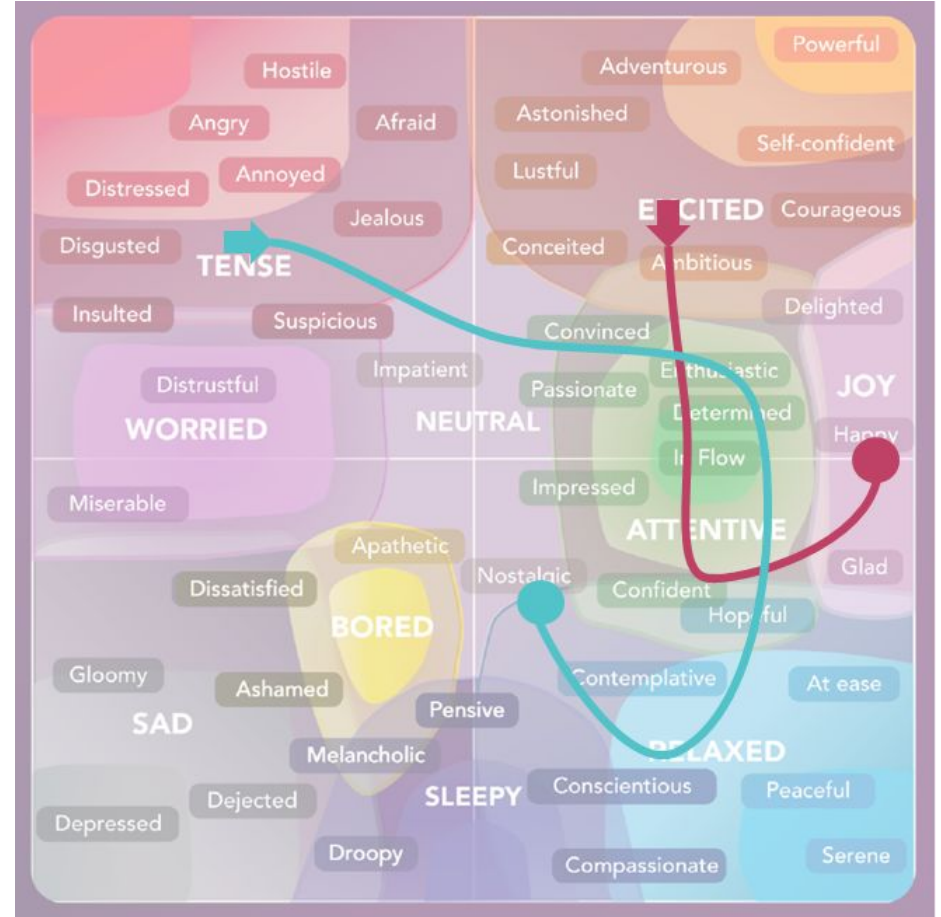 Powerful
Hostile
Adventurous
Angry
Afraid
Astonished
Self-confident
Distressed
Annoyed
Lustful
Jealous
EXCITED
Courageous
Disgusted
TENSE
Conceited
Ambitious
Insulted
Suspicious
Convinced
Delighted
Distrustful
Impatient
Passionate
Enthusiastic
JOY
WORRIED
NEUTRAL
Determined
Happy
In Flow
Miserable
Impressed
ATTENTIVE
Apathetic
Nostalgic
Glad
Dissatisfied
Confident
BORED
Hopeful
Gloomy
Ashamed
Contemplative
At ease
SAD
Pensive
Melancholic
RELAXED
Dejected
SLEEPY
Conscientious
Peaceful
Depressed
Droopy
Compassionate
Serene